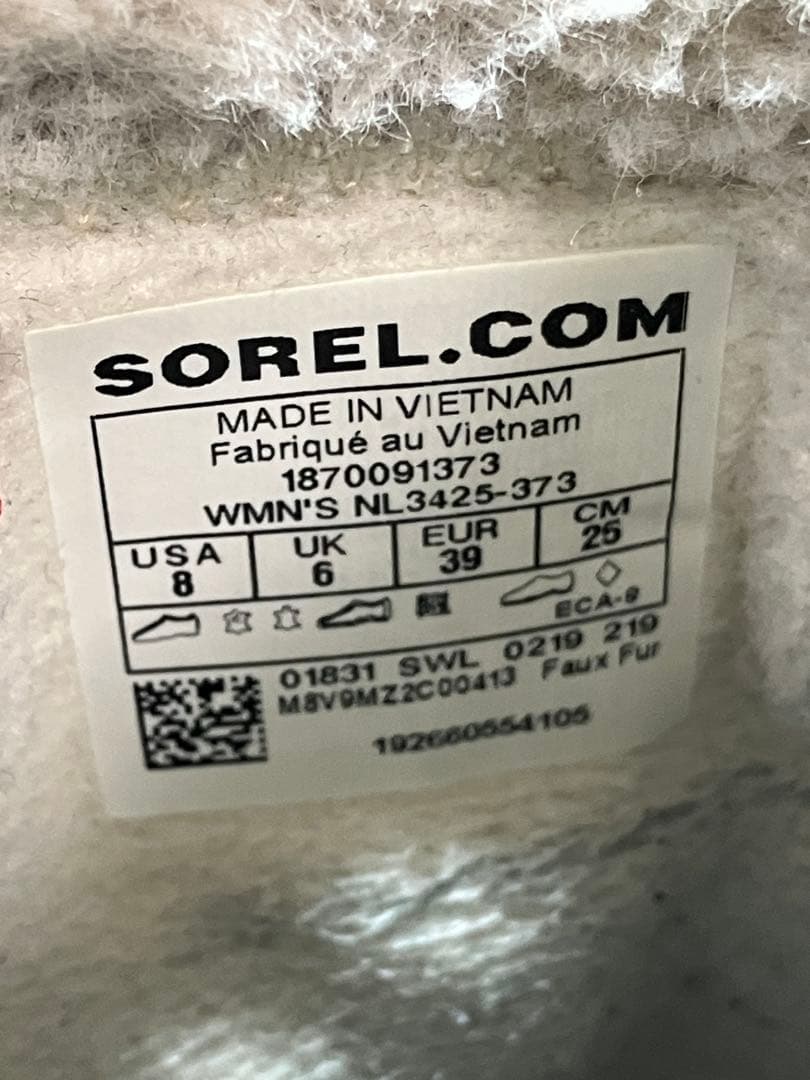 SOREL.COM
MADE IN VIETNAM
Fabriqué au Vietnam
1870091373
WMN'S NL3425-373
USA UK EUR CM
8 6 39 25
ECA-8
01831 SWL 0219 219
M8V9MZ2C00413 Faux Fur
192660554105